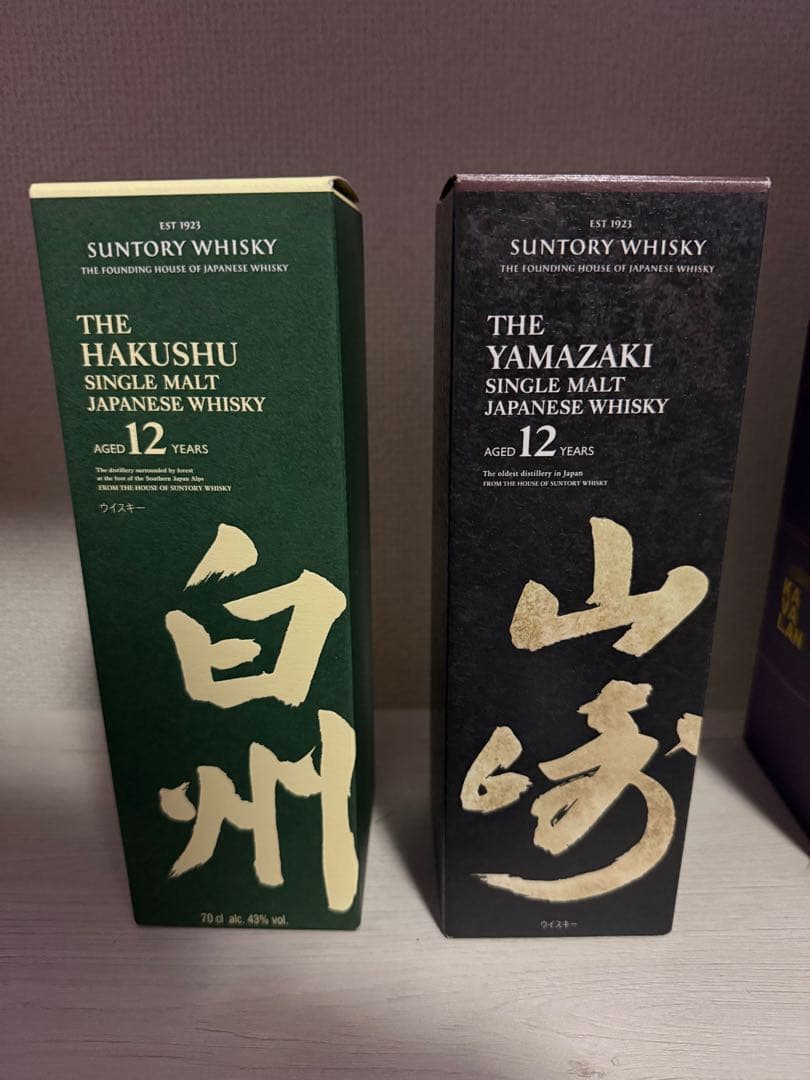 EST 1923
SUNTORY WHISKY
THE FOUNDING HOUSE OF JAPANESE WHISKY
THE
HAKUSHU
SINGLE MALT
JAPANESE WHISKY
AGED 12 YEARS
The distillery surrounded by forest
at the foot of the Southern Japan Alps
FROM THE HOUSE OF SUNTORY WHISKY
ウイスキー
白州
70 cl alc. 43% vol.
EST 1923
SUNTORY WHISKY
THE FOUNDING HOUSE OF JAPANESE WHISKY
THE
YAMAZAKI
SINGLE MALT
JAPANESE WHISKY
AGED 12 YEARS
The oldest distillery in Japan
FROM THE HOUSE OF SUNTORY WHISKY
山崎
ウイスキー